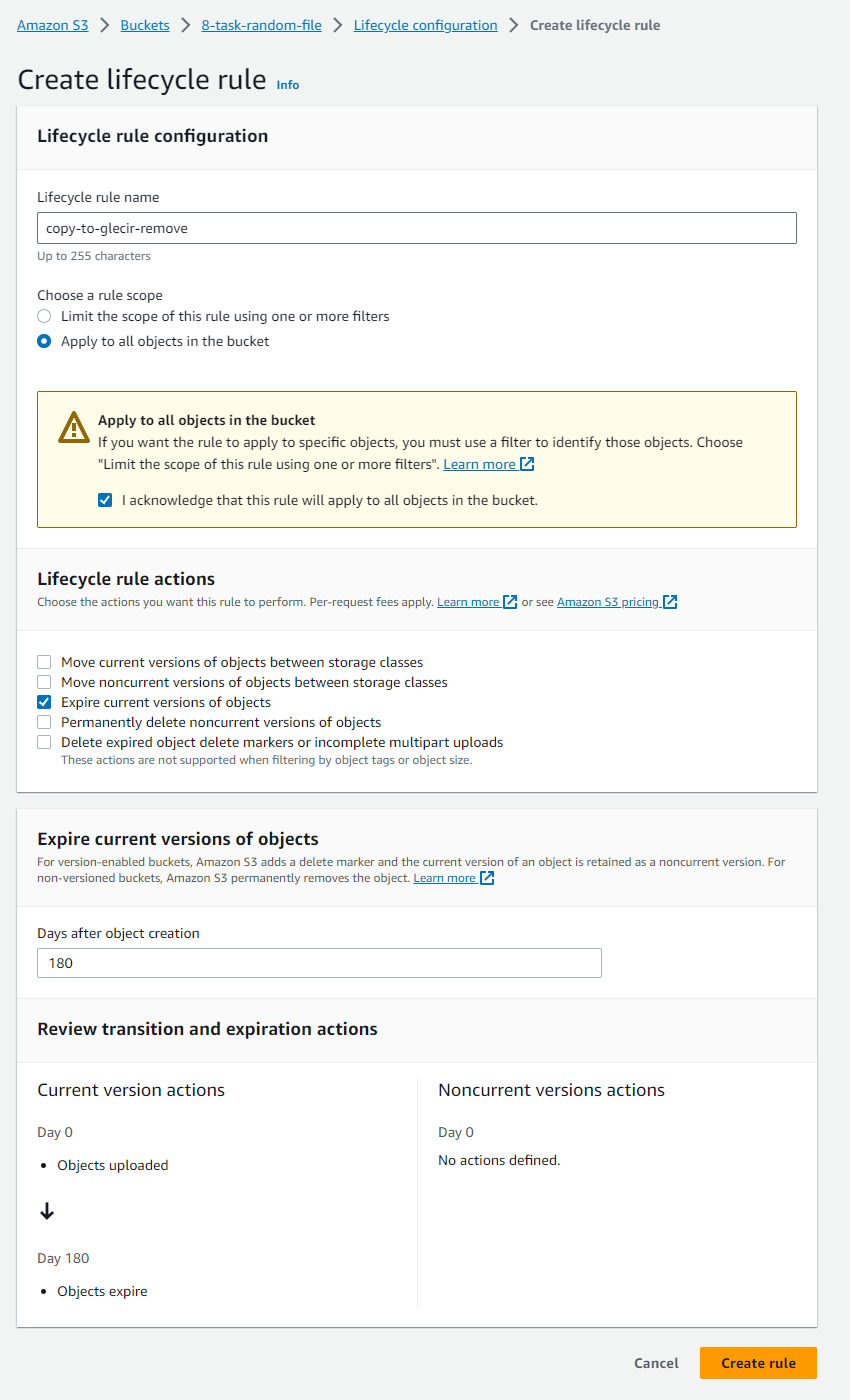 Amazon S3 > Buckets > 8-task-random-file > Lifecycle configuration > Create lifecycle rule
Create lifecycle rule Info
Lifecycle rule configuration
Lifecycle rule name
copy-to-glecir-remove
Up to 255 characters
Choose a rule scope
Limit the scope of this rule using one or more filters
Apply to all objects in the bucket
Apply to all objects in the bucket
If you want the rule to apply to specific objects, you must use a filter to identify those objects. Choose
"Limit the scope of this rule using one or more filters". Learn more
I acknowledge that this rule will apply to all objects in the bucket.
Lifecycle rule actions
Choose the actions you want this rule to perform. Per-request fees apply. Learn more or see Amazon S3 pricing
Move current versions of objects between storage classes
Move noncurrent versions of objects between storage classes
Expire current versions of objects
Permanently delete noncurrent versions of objects
Delete expired object delete markers or incomplete multipart uploads
These actions are not supported when filtering by object tags or object size.
Expire current versions of objects
For version-enabled buckets, Amazon S3 adds a delete marker and the current version of an object is retained as a noncurrent version. For
non-versioned buckets, Amazon S3 permanently removes the object. Learn more
Days after object creation
180
Review transition and expiration actions
Current version actions
Day 0
• Objects uploaded
↓
Day 180
• Objects expire
Noncurrent versions actions
Day 0
No actions defined.
Cancel
Create rule